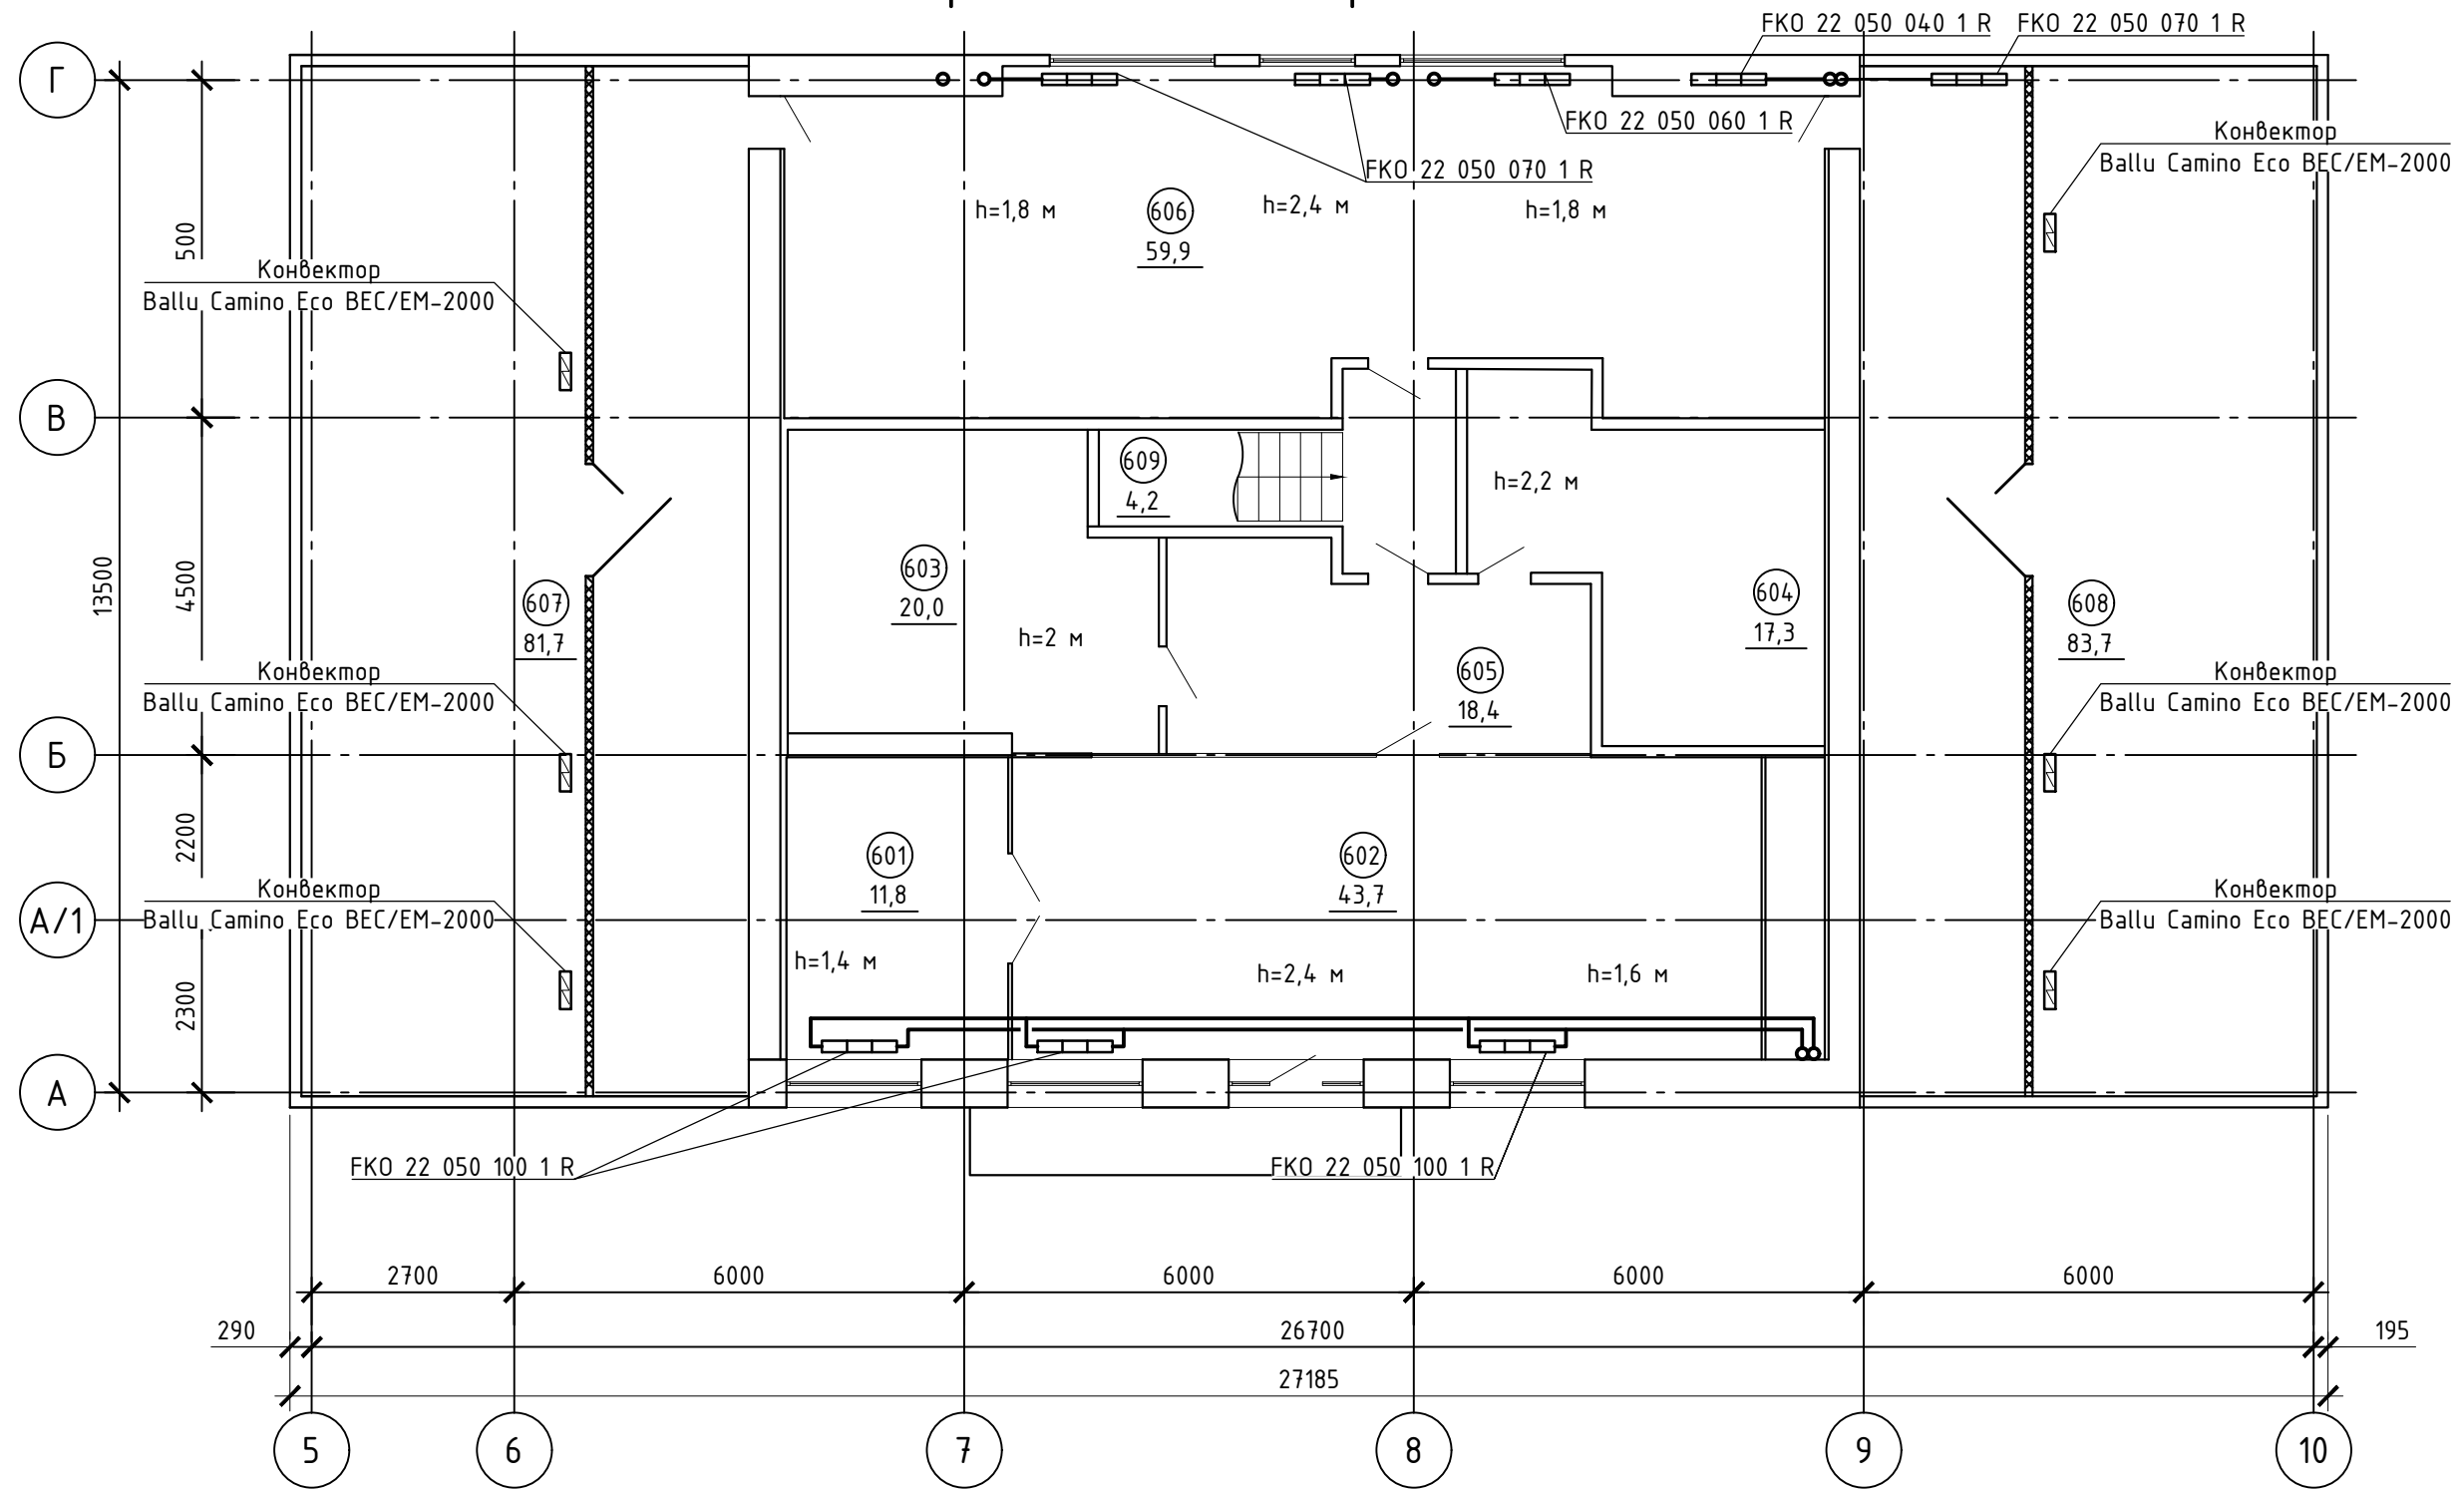 FKO 22 050 040 1 R
FKO 22 050 070 1 R
Г
FKO 22 050 060 1 R
Конвектор
Ballu Camino Eco BEC/EM-2000
FKO 22 050 070 1 R
h=1,8 м
606
59,9
h=2,4 м
h=1,8 м
500
Конвектор
Ballu Camino Eco BEC/EM-2000
В
609
4,2
h=2,2 м
13500
4500
603
20,0
607
81,7
604
17,3
608
83,7
h=2 м
605
18,4
Конвектор
Ballu Camino Eco BEC/EM-2000
Конвектор
Ballu Camino Eco BEC/EM-2000
Б
2200
601
11,8
602
43,7
Конвектор
Ballu Camino Eco BEC/EM-2000
Конвектор
Ballu Camino Eco BEC/EM-2000
А/1
h=1,4 м
h=2,4 м
h=1,6 м
2300
А
FKO 22 050 100 1 R
FKO 22 050 100 1 R
2700
6000
6000
6000
6000
290
26700
195
27185
5
6
7
8
9
10